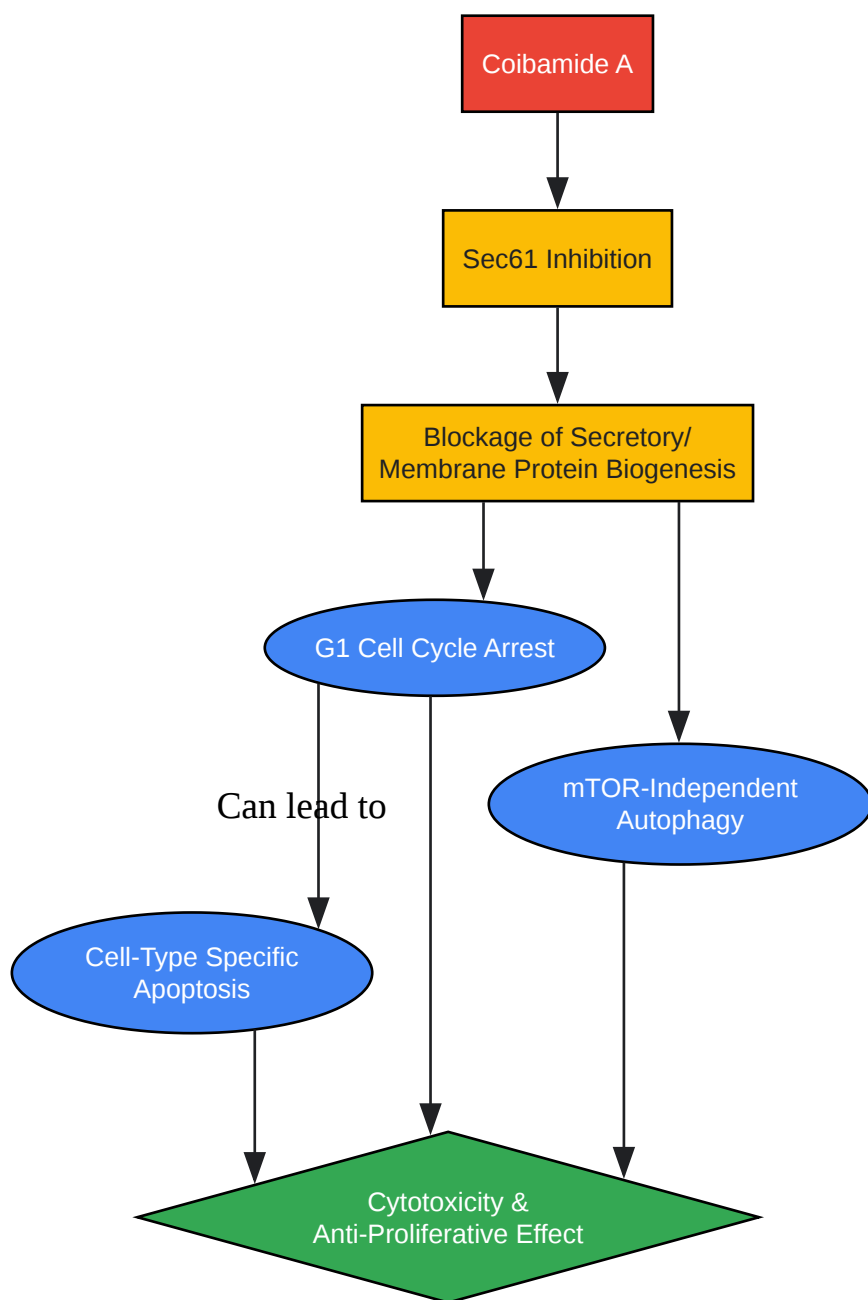 Coibamide A
Sec61 Inhibition
Blockage of Secretory/
Membrane Protein Biogenesis
G1 Cell Cycle Arrest
mTOR-Independent
Autophagy
Can lead to
Cell-Type Specific
Apoptosis
Cytotoxicity &
Anti-Proliferative Effect